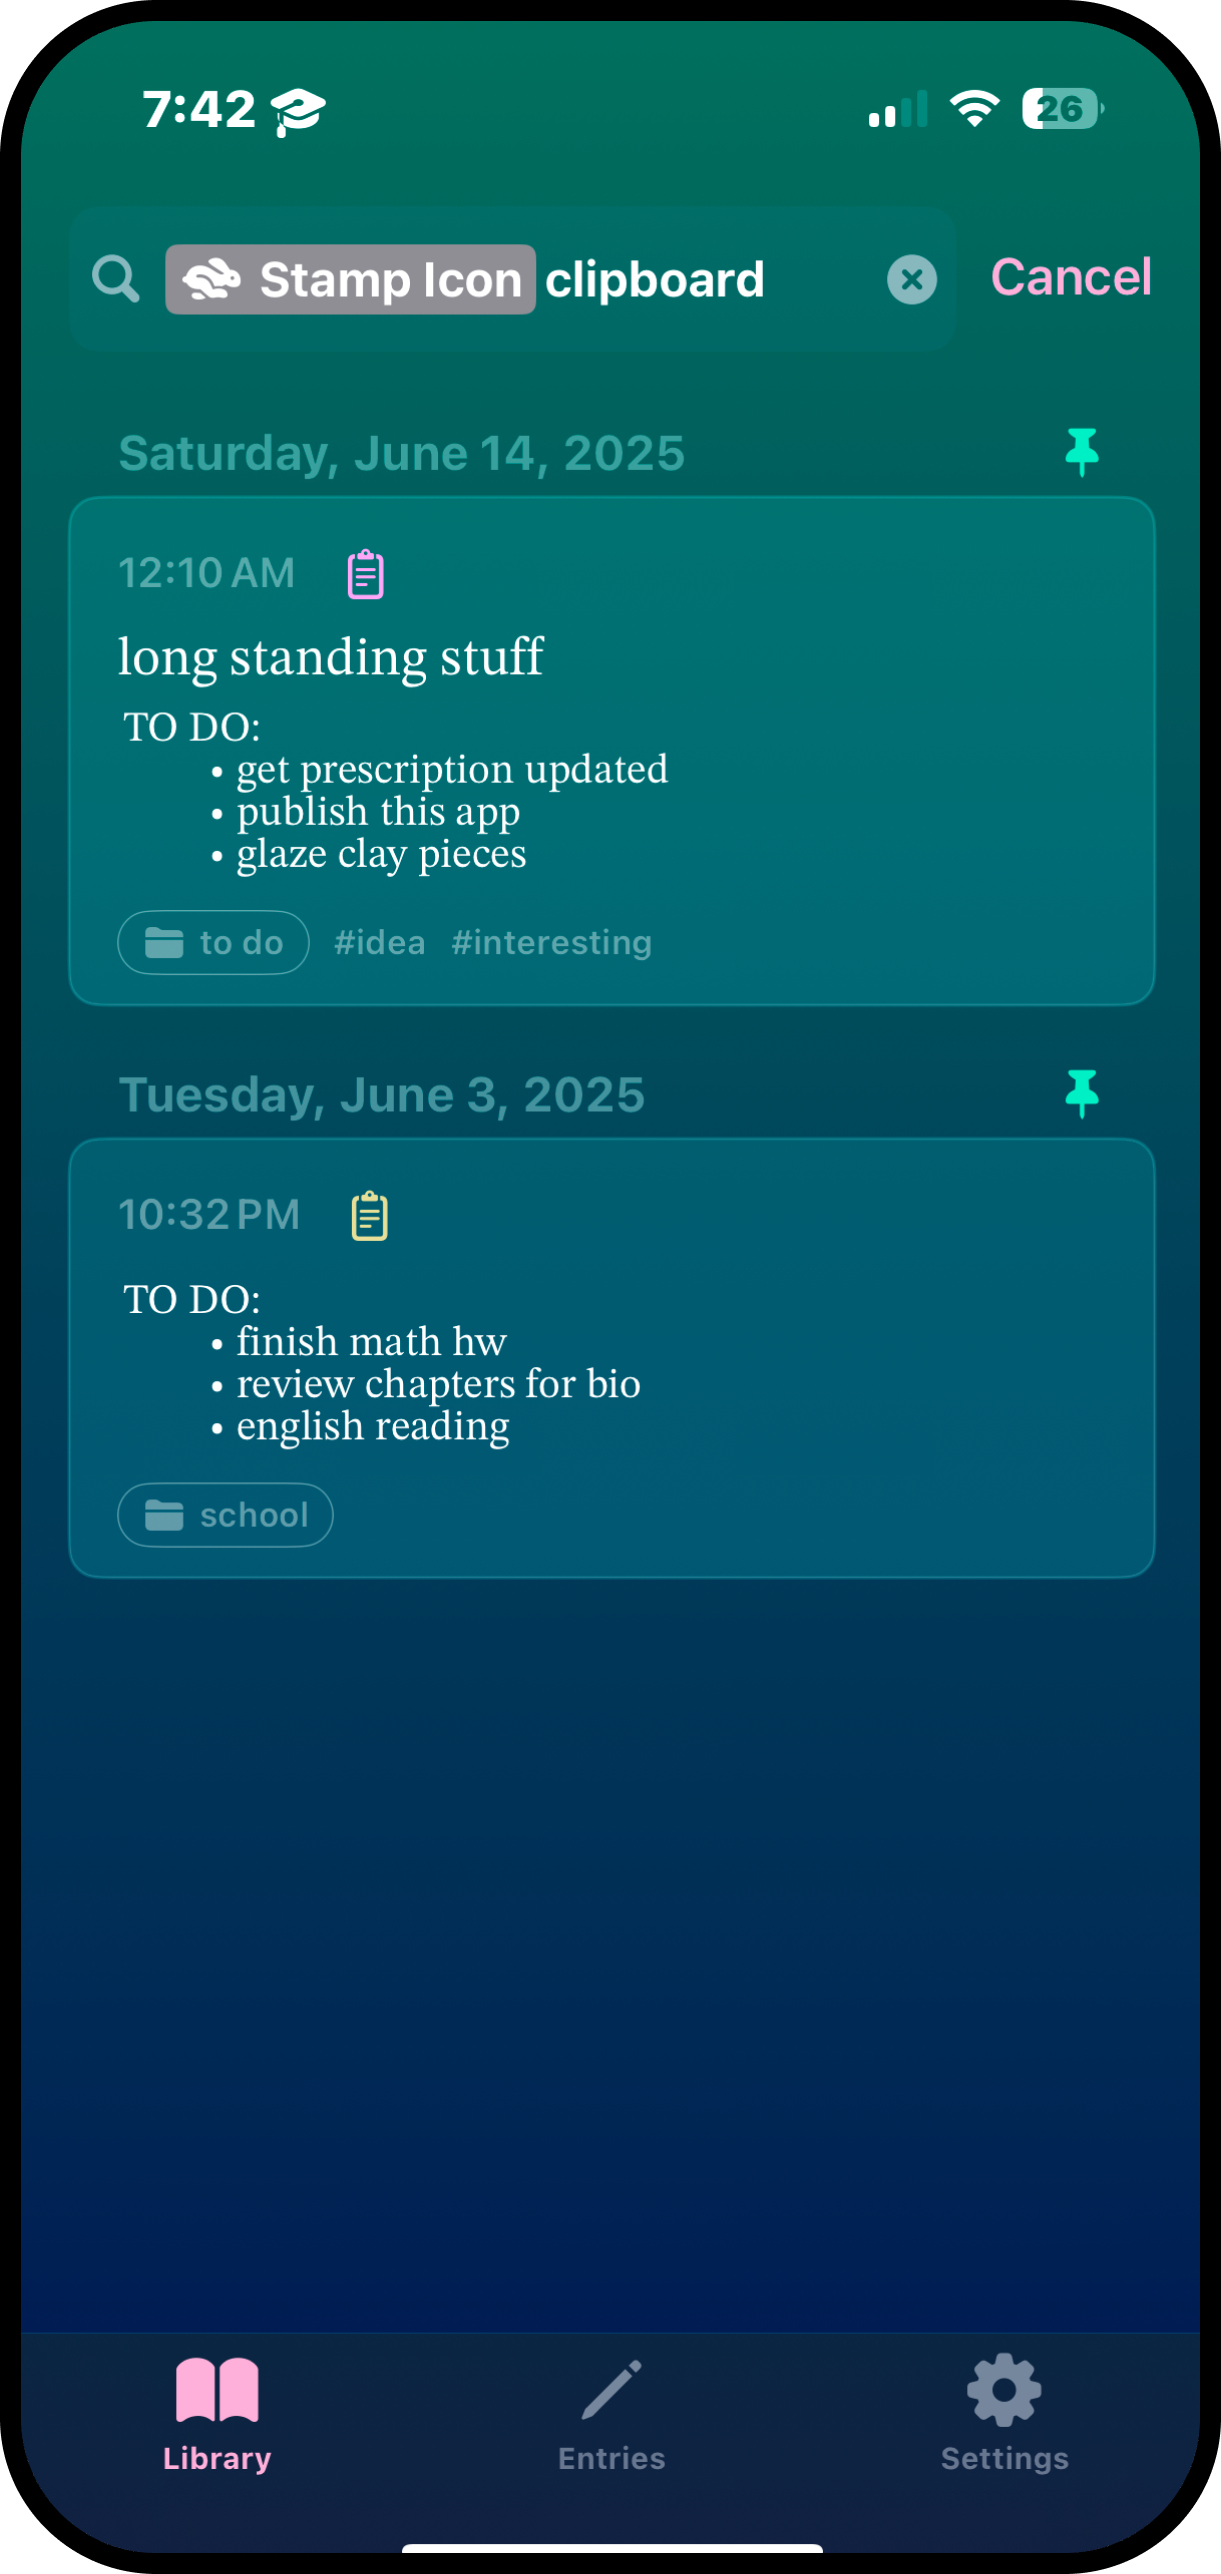 7:42 26
Stamp Icon clipboard Cancel
Saturday, June 14, 2025
12:10 AM
long standing stuff
TO DO:
• get prescription updated
• publish this app
• glaze clay pieces
to do #idea #interesting
Tuesday, June 3, 2025
10:32 PM
TO DO:
• finish math hw
• review chapters for bio
• english reading
school
Library Entries Settings